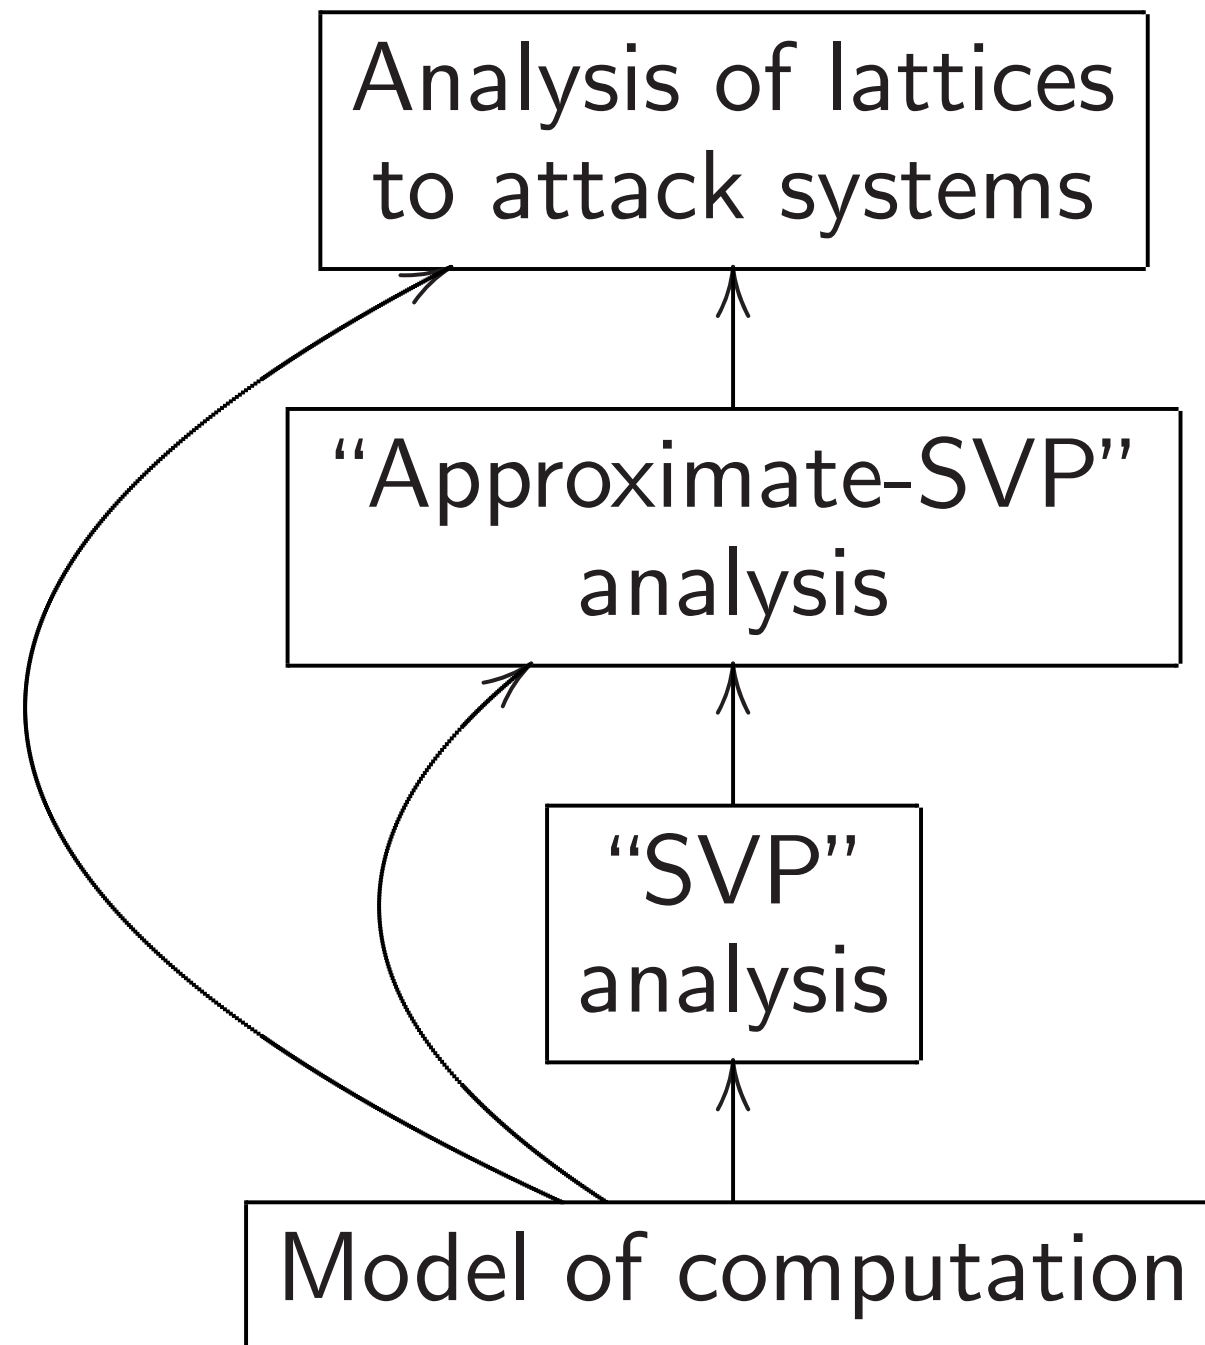 Analysis of lattices
to attack systems
“Approximate-SVP”
analysis
“SVP”
analysis
Model of computation